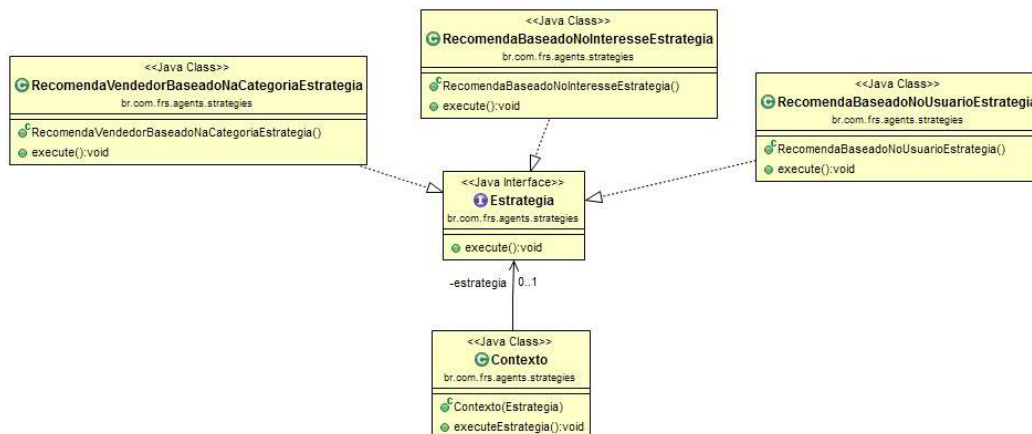 <<Java Class>>
RecomendaBaseadoNoInteresseEstrategia
br.com.frs.agents.strategies
RecomendaBaseadoNoInteresseEstrategia()
execute():void
<<Java Class>>
RecomendaVendedorBaseadoNaCategoriaEstrategia
br.com.frs.agents.strategies
RecomendaVendedorBaseadoNaCategoriaEstrategia()
execute():void
<<Java Class>>
RecomendaBaseadoNoUsuarioEstrategia
br.com.frs.agents.strategies
RecomendaBaseadoNoUsuarioEstrategia()
execute():void
<<Java Interface>>
Estrategia
br.com.frs.agents.strategies
execute():void
-estrategia 0..1
<<Java Class>>
Contexto
br.com.frs.agents.strategies
Contexto(Estrategia)
executeEstrategia():void